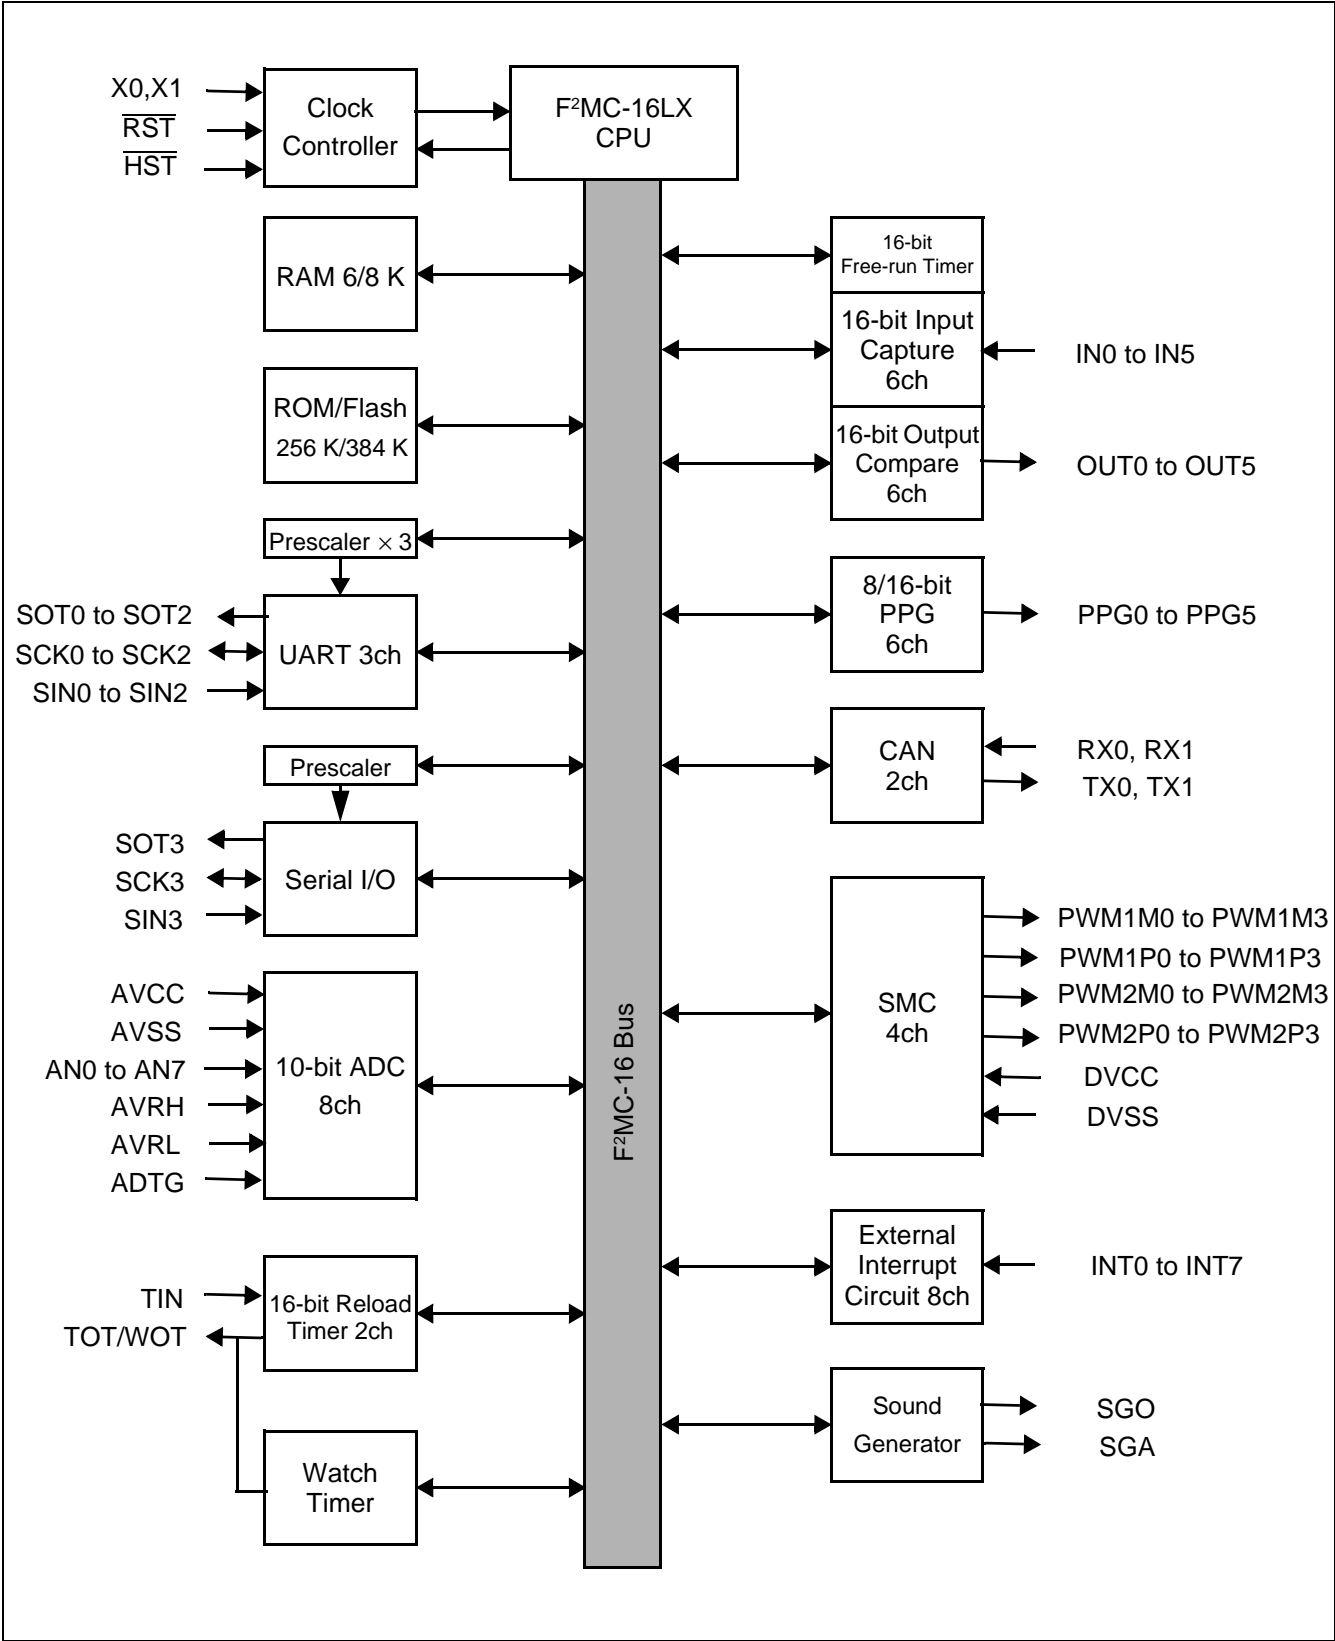 X0,X1
RST
HST
Clock
Controller
F²MC-16LX
CPU
RAM 6/8 K
ROM/Flash
256 K/384 K
Prescaler × 3
SOT0 to SOT2
SCK0 to SCK2
SIN0 to SIN2
UART 3ch
Prescaler
SOT3
SCK3
SIN3
Serial I/O
AVCC
AVSS
AN0 to AN7
AVRH
AVRL
ADTG
10-bit ADC
8ch
TIN
TOT/WOT
16-bit Reload
Timer 2ch
Watch
Timer
F²MC-16 Bus
16-bit
Free-run Timer
16-bit Input
Capture
6ch
IN0 to IN5
16-bit Output
Compare
6ch
OUT0 to OUT5
8/16-bit
PPG
6ch
PPG0 to PPG5
CAN
2ch
RX0, RX1
TX0, TX1
SMC
4ch
PWM1M0 to PWM1M3
PWM1P0 to PWM1P3
PWM2M0 to PWM2M3
PWM2P0 to PWM2P3
DVCC
DVSS
External
Interrupt
Circuit 8ch
INT0 to INT7
Sound
Generator
SGO
SGA